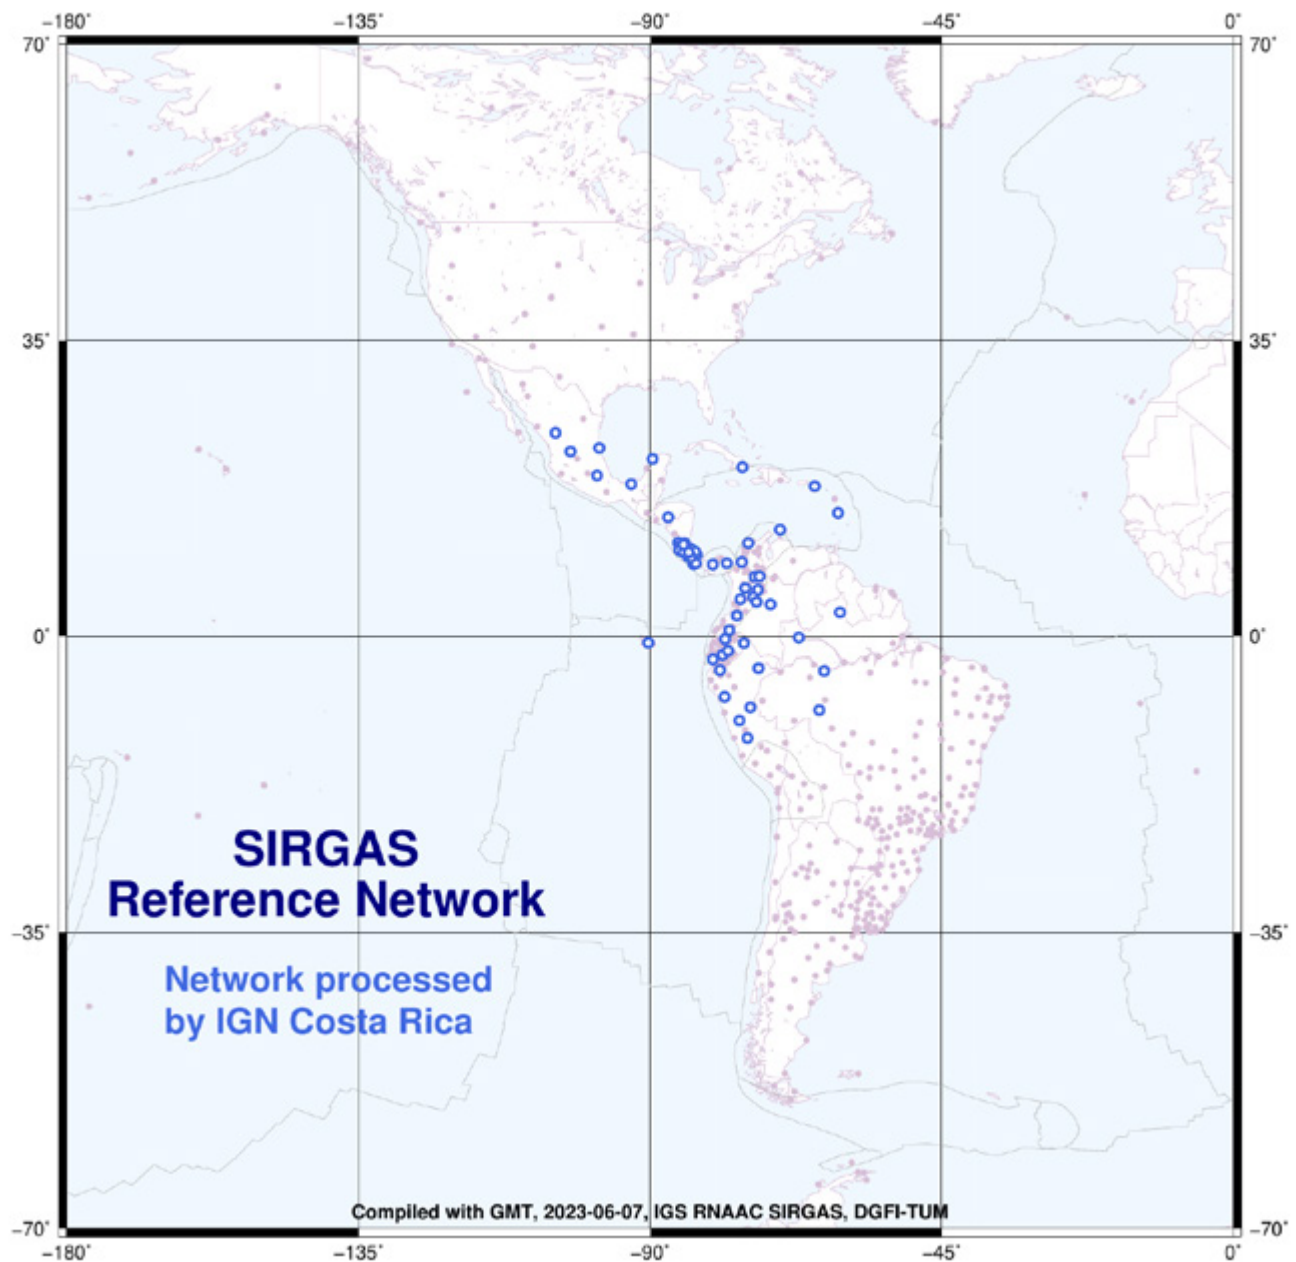 −180˚ −135˚ −90˚ −45˚ 0˚
70˚ 70˚
35˚ 35˚
0˚ 0˚
SIRGAS
Reference Network
−35˚ −35˚
Network processed
by IGN Costa Rica
Compiled with GMT, 2023-06-07, IGS RNAAC SIRGAS, DGFI-TUM
−70˚ −70˚
−180˚ −135˚ −90˚ −45˚ 0˚